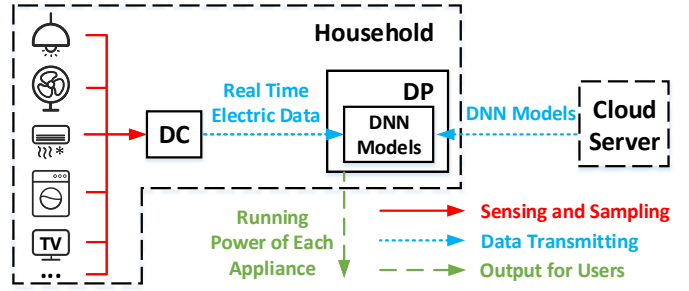 Household
Real Time
Electric Data
DP
DNN Models
Cloud
Server
DC
DNN
Models
TV
...
Running
Power of Each
Appliance
Sensing and Sampling
Data Transmitting
Output for Users